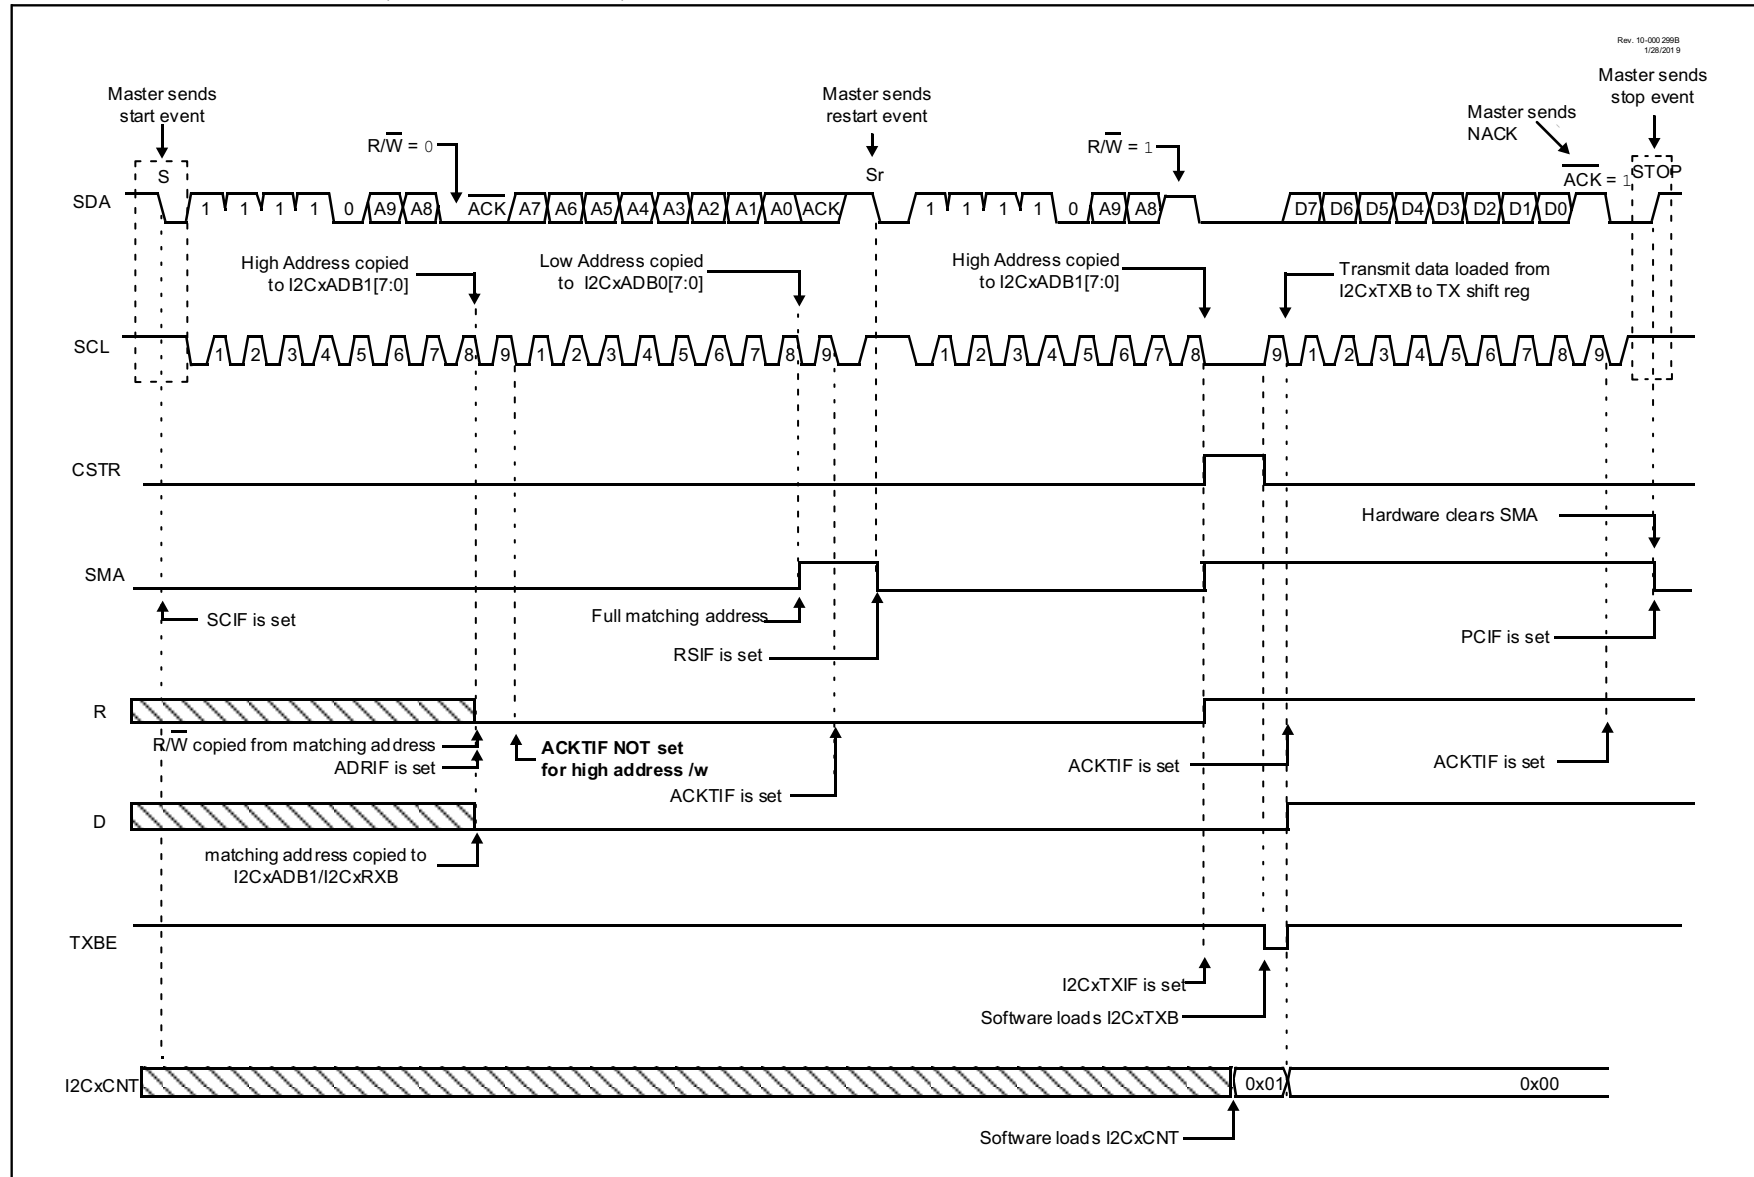 Rev. 10-000 299B
1/28/201 9
Master sends
start event
Master sends
restart event
Master sends
stop event
Master sends
NACK
R/W = 0
R/W = 1
S
Sr
ACK = 1
STOP
SDA
1 1 1 1 0 A9 A8 ACK A7 A6 A5 A4 A3 A2 A1 A0 ACK 1 1 1 1 0 A9 A8 D7 D6 D5 D4 D3 D2 D1 D0
High Address copied
to I2CxADB1[7:0]
Low Address copied
to I2CxADB0[7:0]
High Address copied
to I2CxADB1[7:0]
Transmit data loaded from
I2CxTXB to TX shift reg
SCL
1 2 3 4 5 6 7 8 9 1 2 3 4 5 6 7 8 9 1 2 3 4 5 6 7 8 9 1 2 3 4 5 6 7 8 9
CSTR
Hardware clears SMA
SMA
SCIF is set
Full matching address
RSIF is set
PCIF is set
R
R/W copied from matching address
ADRIF is set
ACKTIF NOT set
for high address /w
ACKTIF is set
ACKTIF is set
ACKTIF is set
D
matching address copied to
I2CxADB1/I2CxRXB
TXBE
I2CxTXIF is set
Software loads I2CxTXB
I2CxCNT
0x01
0x00
Software loads I2CxCNT